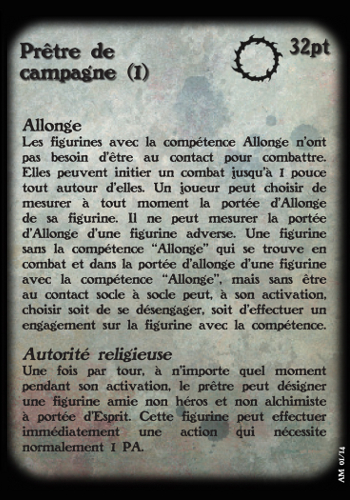 Prêtre de
campagne (1)
32pt
Allonge
Les figurines avec la compétence Allonge n'ont
pas besoin d'être au contact pour combattre.
Elles peuvent initier un combat jusqu'à 1 pouce
tout autour d'elles. Un joueur peut choisir de
mesurer à tout moment la portée d'Allonge
de sa figurine. Il ne peut mesurer la portée
d'Allonge d'une figurine adverse. Une figurine
sans la compétence "Allonge" qui se trouve en
combat et dans la portée d'allonge d'une figurine
avec la compétence "Allonge", mais sans être
au contact socle à socle peut, à son activation,
choisir soit de se désengager, soit d'effectuer un
engagement sur la figurine avec la compétence.
Autorité religieuse
Une fois par tour, à n'importe quel moment
pendant son activation, le prêtre peut désigner
une figurine amie non héros et non alchimiste
à portée d'Esprit. Cette figurine peut effectuer
immédiatement une action qui nécessite
normalement 1 PA.
AM 01/14